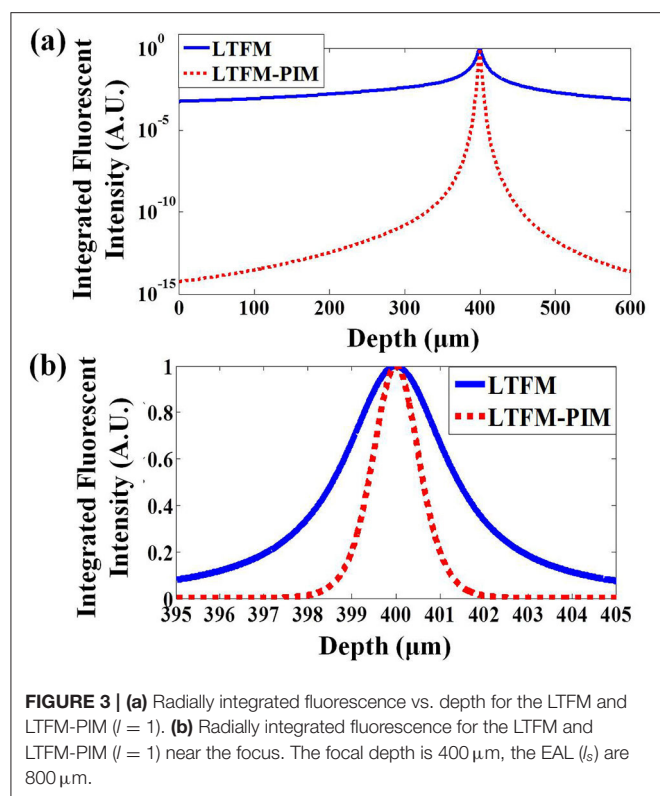 (a)
10^0
LTFM
LTFM-PIM
10^-5
10^-10
10^-15
Integrated Fluorescent
Intensity (A.U.)
0 100 200 300 400 500 600
Depth (μm)
(b)
1
LTFM
LTFM-PIM
0.8
0.6
0.4
0.2
0
Integrated Fluorescent
Intensity (A.U.)
395 396 397 398 399 400 401 402 403 404 405
Depth (μm)
FIGURE 3 | (a) Radially integrated fluorescence vs. depth for the LTFM and
LTFM-PIM (l = 1). (b) Radially integrated fluorescence for the LTFM and
LTFM-PIM (l = 1) near the focus. The focal depth is 400 μm, the EAL (lₛ) are
800 μm.